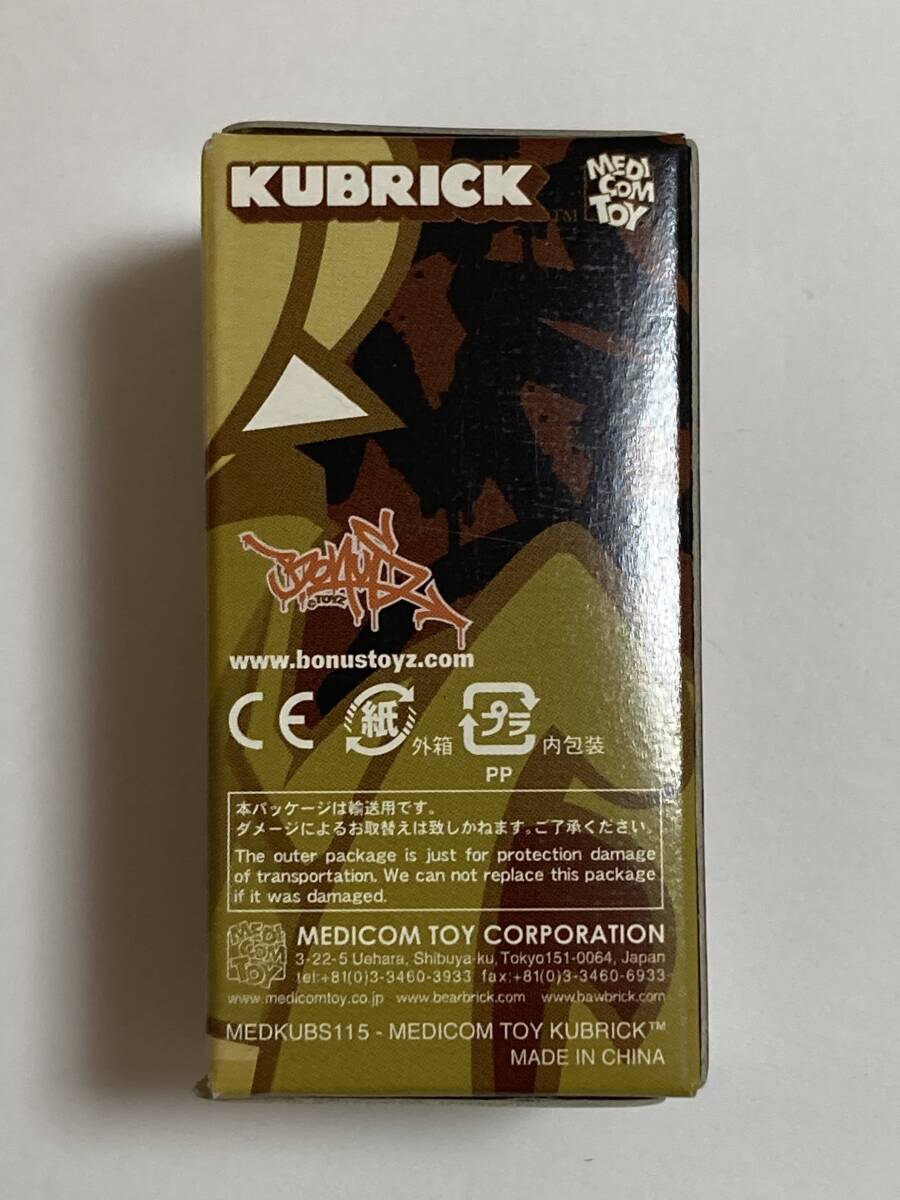 KUBRICK™
MEDI
COM
TOY
BONUS
©TOYZ
www.bonustoyz.com
CE 紙 外箱 プラ 内包装
PP
本パッケージは輸送用です。
ダメージによるお取替えは致しかねます。ご了承ください。
The outer package is just for protection damage
of transportation. We can not replace this package
if it was damaged.
MEDI
COM
TOY
MEDICOM TOY CORPORATION
3-22-5 Uehara, Shibuya-ku, Tokyo151-0064, Japan
tel:+81(0)3-3460-3933 fax:+81(0)3-3460-6933
www.medicomtoy.co.jp www.bearbrick.com www.bawbrick.com
MEDKUBS115 - MEDICOM TOY KUBRICK™
MADE IN CHINA